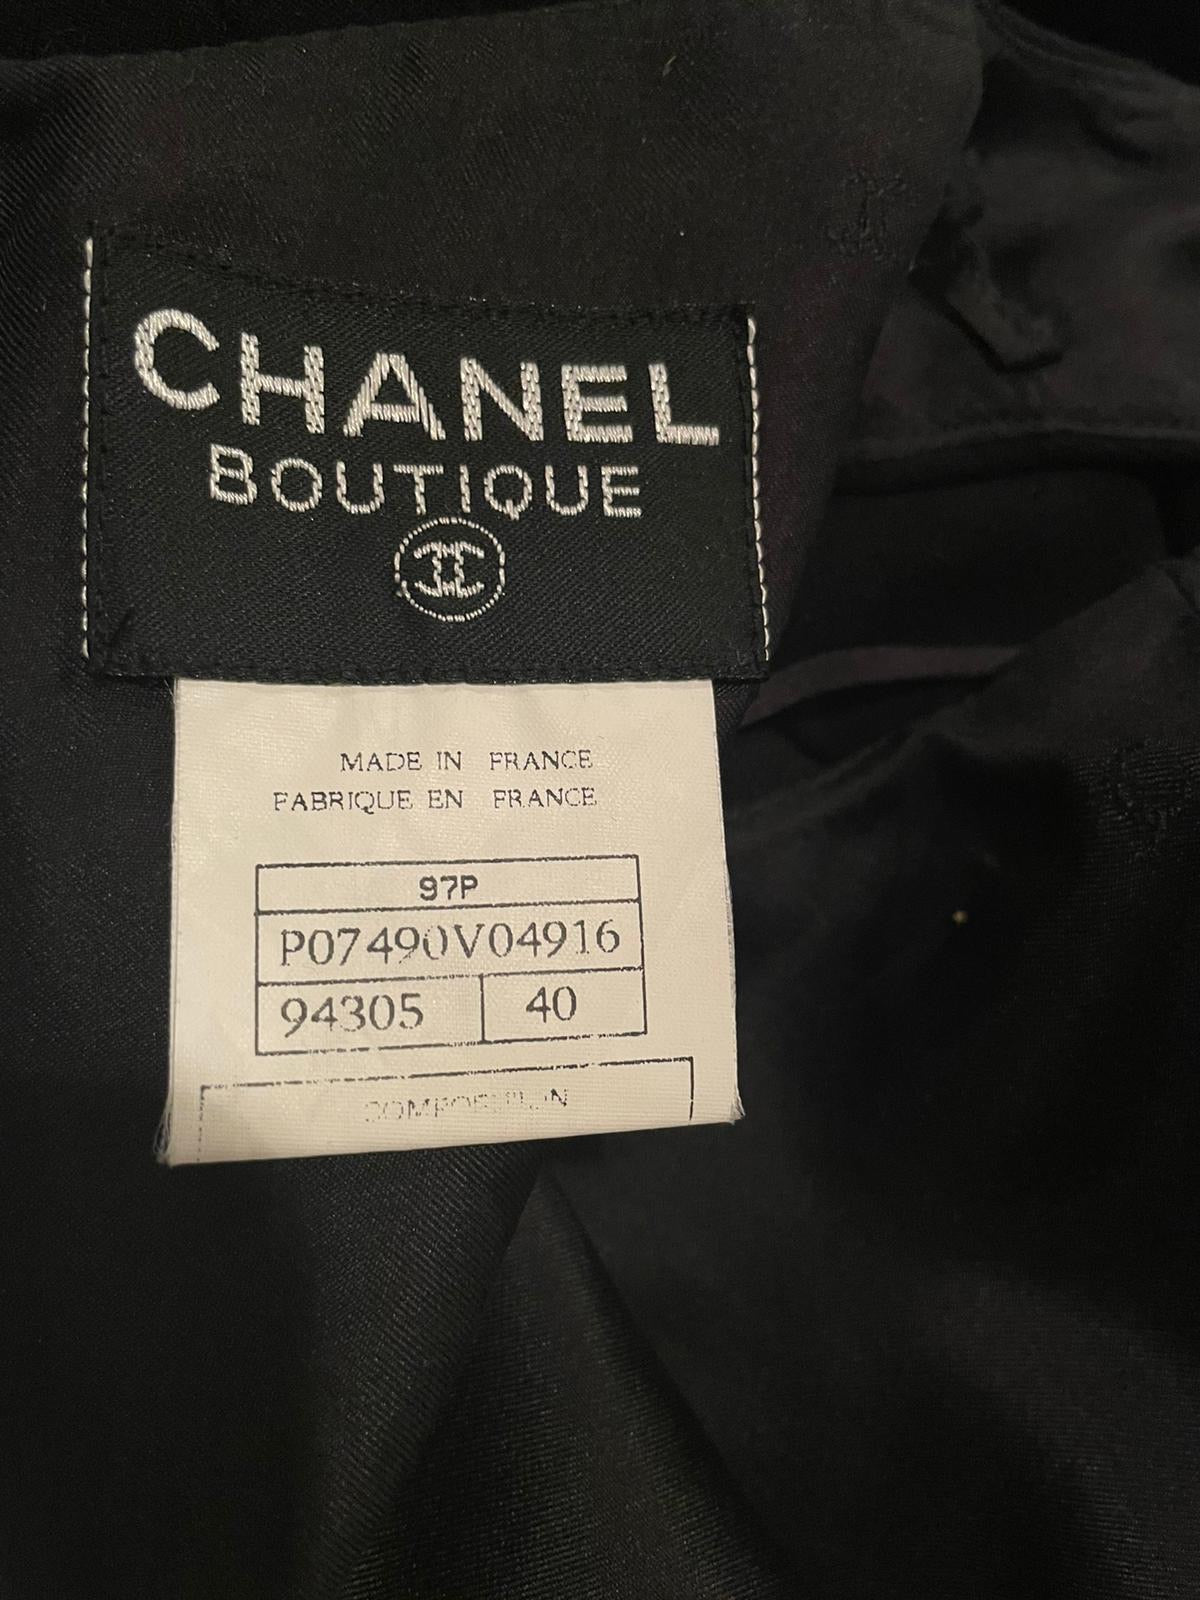 CHANEL
BOUTIQUE
MADE IN FRANCE
FABRIQUE EN FRANCE
97P
P07490V04916
94305 40